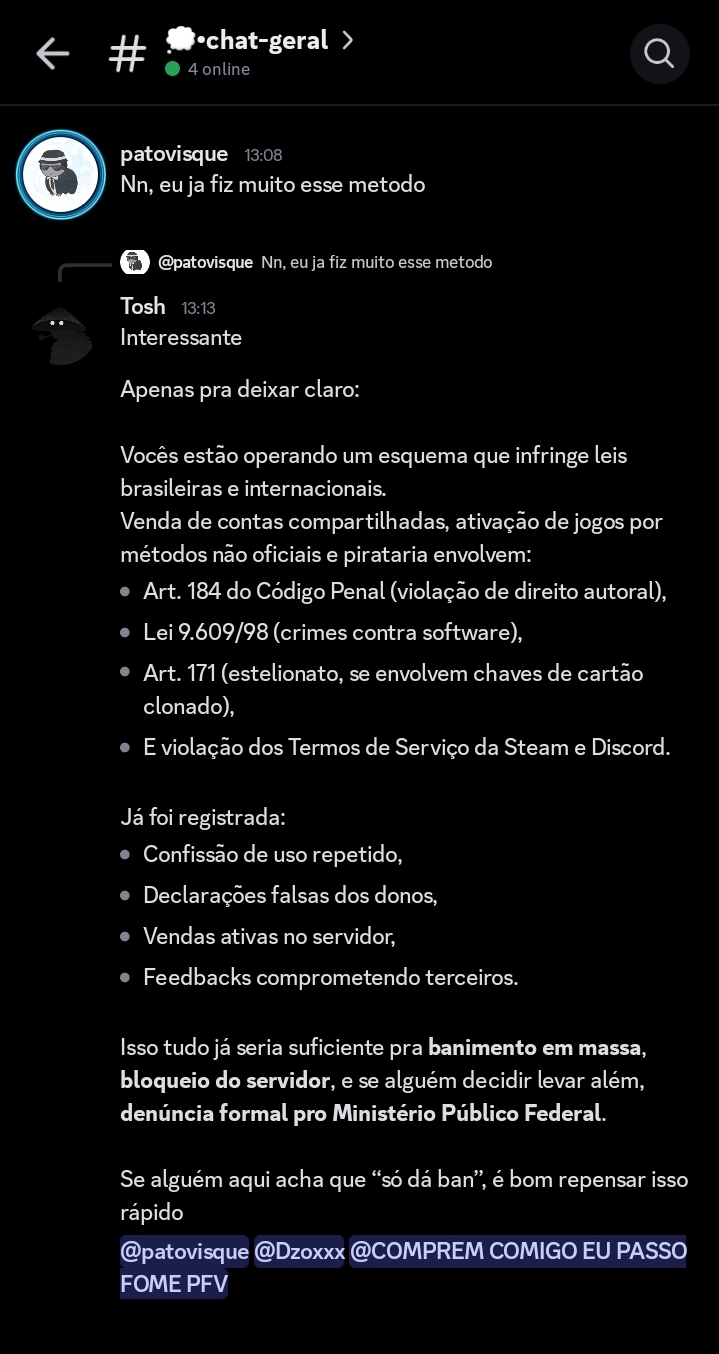 💭•chat-geral
4 online
patovisque 13:08
Nn, eu ja fiz muito esse metodo
@patovisque Nn, eu ja fiz muito esse metodo
Tosh 13:13
Interessante
Apenas pra deixar claro:
Vocês estão operando um esquema que infringe leis
brasileiras e internacionais.
Venda de contas compartilhadas, ativação de jogos por
métodos não oficiais e pirataria envolvem:
• Art. 184 do Código Penal (violação de direito autoral),
• Lei 9.609/98 (crimes contra software),
• Art. 171 (estelionato, se envolvem chaves de cartão
clonado),
• E violação dos Termos de Serviço da Steam e Discord.
Já foi registrada:
• Confissão de uso repetido,
• Declarações falsas dos donos,
• Vendas ativas no servidor,
• Feedbacks comprometendo terceiros.
Isso tudo já seria suficiente pra banimento em massa,
bloqueio do servidor, e se alguém decidir levar além,
denúncia formal pro Ministério Público Federal.
Se alguém aqui acha que “só dá ban”, é bom repensar isso
rápido
@patovisque @Dzoxxx @COMPREM COMIGO EU PASSO
FOME PFV